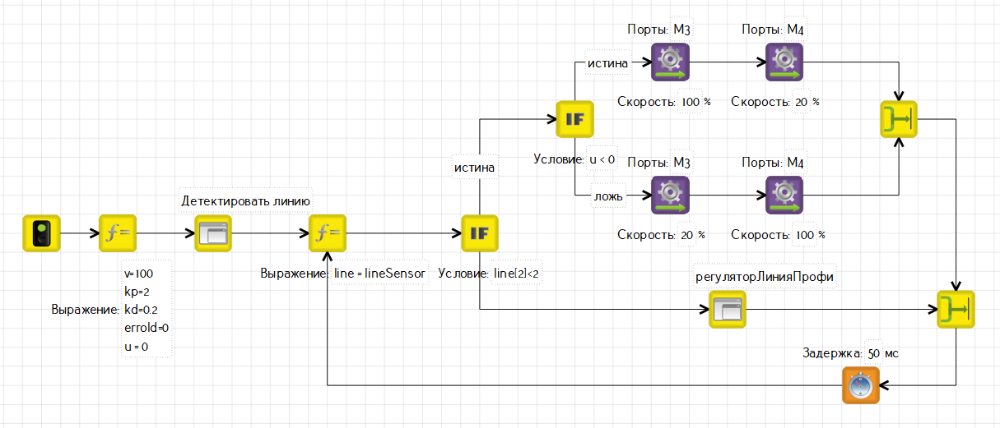 Порты: M3
Порты: M4
истина
Скорость: 100 %
Скорость: 20 %
IF
Условие: u < 0
истина
Порты: M3
Порты: M4
ложь
Скорость: 20 %
Скорость: 100 %
Детектировать линию
f=
f=
IF
Выражение: line = lineSensor
Условие: line[2]<2
v=100
kp=2
Выражение: kd=0.2
errold=0
u = 0
регуляторЛинияПрофи
Задержка: 50 мс